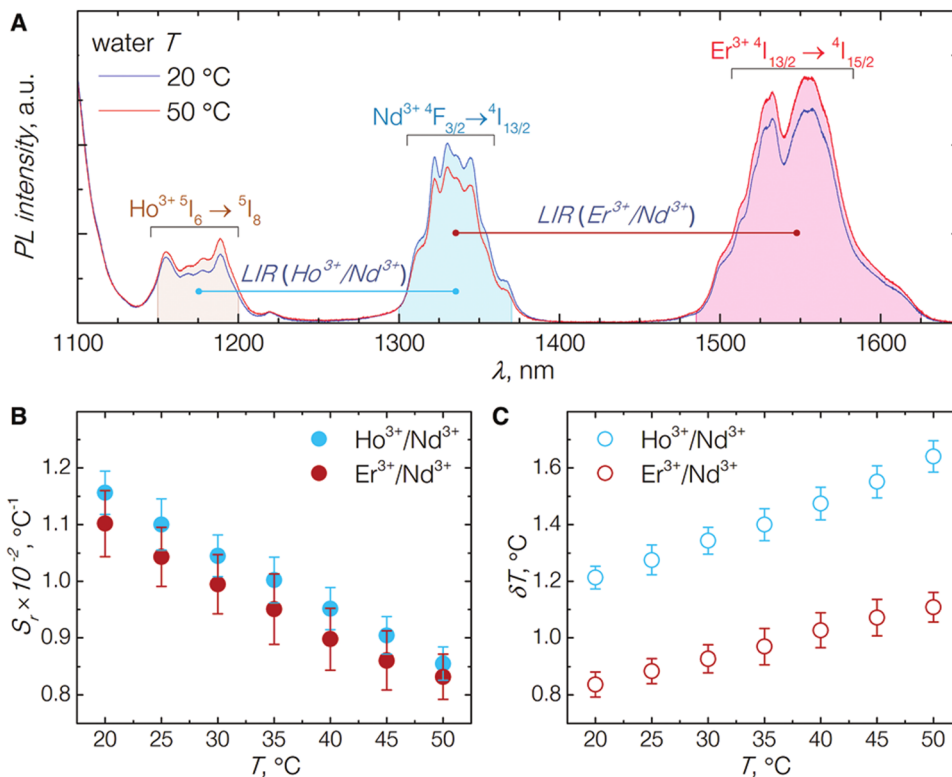 A
water T
20 °C
50 °C
PL intensity, a.u.
Ho³⁺ ⁵I₆ → ⁵I₈
Nd³⁺ ⁴F₃/₂→⁴I₁₃/₂
Er³⁺ ⁴I₁₃/₂→ ⁴I₁₅/₂
LIR (Ho³⁺/Nd³⁺)
LIR (Er³⁺/Nd³⁺)
1100 1200 1300 1400 1500 1600
λ, nm
B
Ho³⁺/Nd³⁺
Er³⁺/Nd³⁺
Sᵣ × 10⁻², °C⁻¹
1.2
1.1
1.0
0.9
0.8
20 25 30 35 40 45 50
T, °C
C
Ho³⁺/Nd³⁺
Er³⁺/Nd³⁺
δT, °C
1.6
1.4
1.2
1.0
0.8
20 25 30 35 40 45 50
T, °C